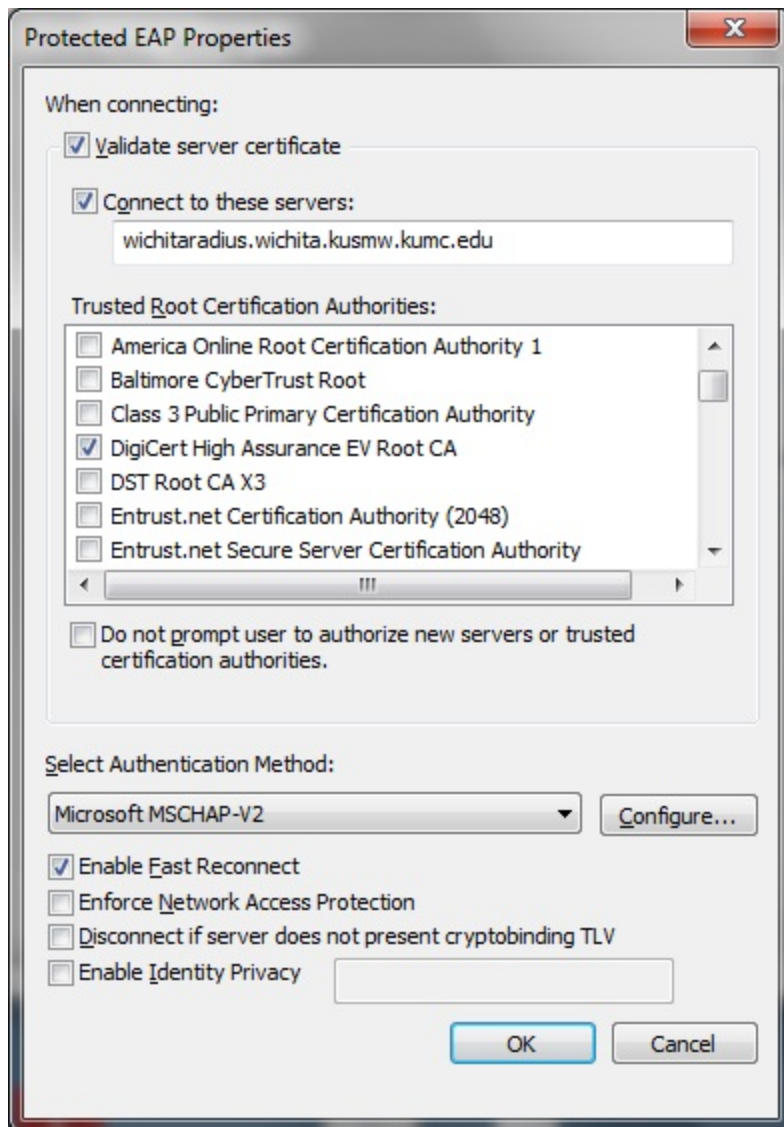 Protected EAP Properties
When connecting:
Validate server certificate
Connect to these servers:
wichitaradius.wichita.kusmw.kumc.edu
Trusted Root Certification Authorities:
America Online Root Certification Authority 1
Baltimore CyberTrust Root
Class 3 Public Primary Certification Authority
DigiCert High Assurance EV Root CA
DST Root CA X3
Entrust.net Certification Authority (2048)
Entrust.net Secure Server Certification Authority
Do not prompt user to authorize new servers or trusted
certification authorities.
Select Authentication Method:
Microsoft MSCHAP-V2
Configure...
Enable Fast Reconnect
Enforce Network Access Protection
Disconnect if server does not present cryptobinding TLV
Enable Identity Privacy
OK Cancel